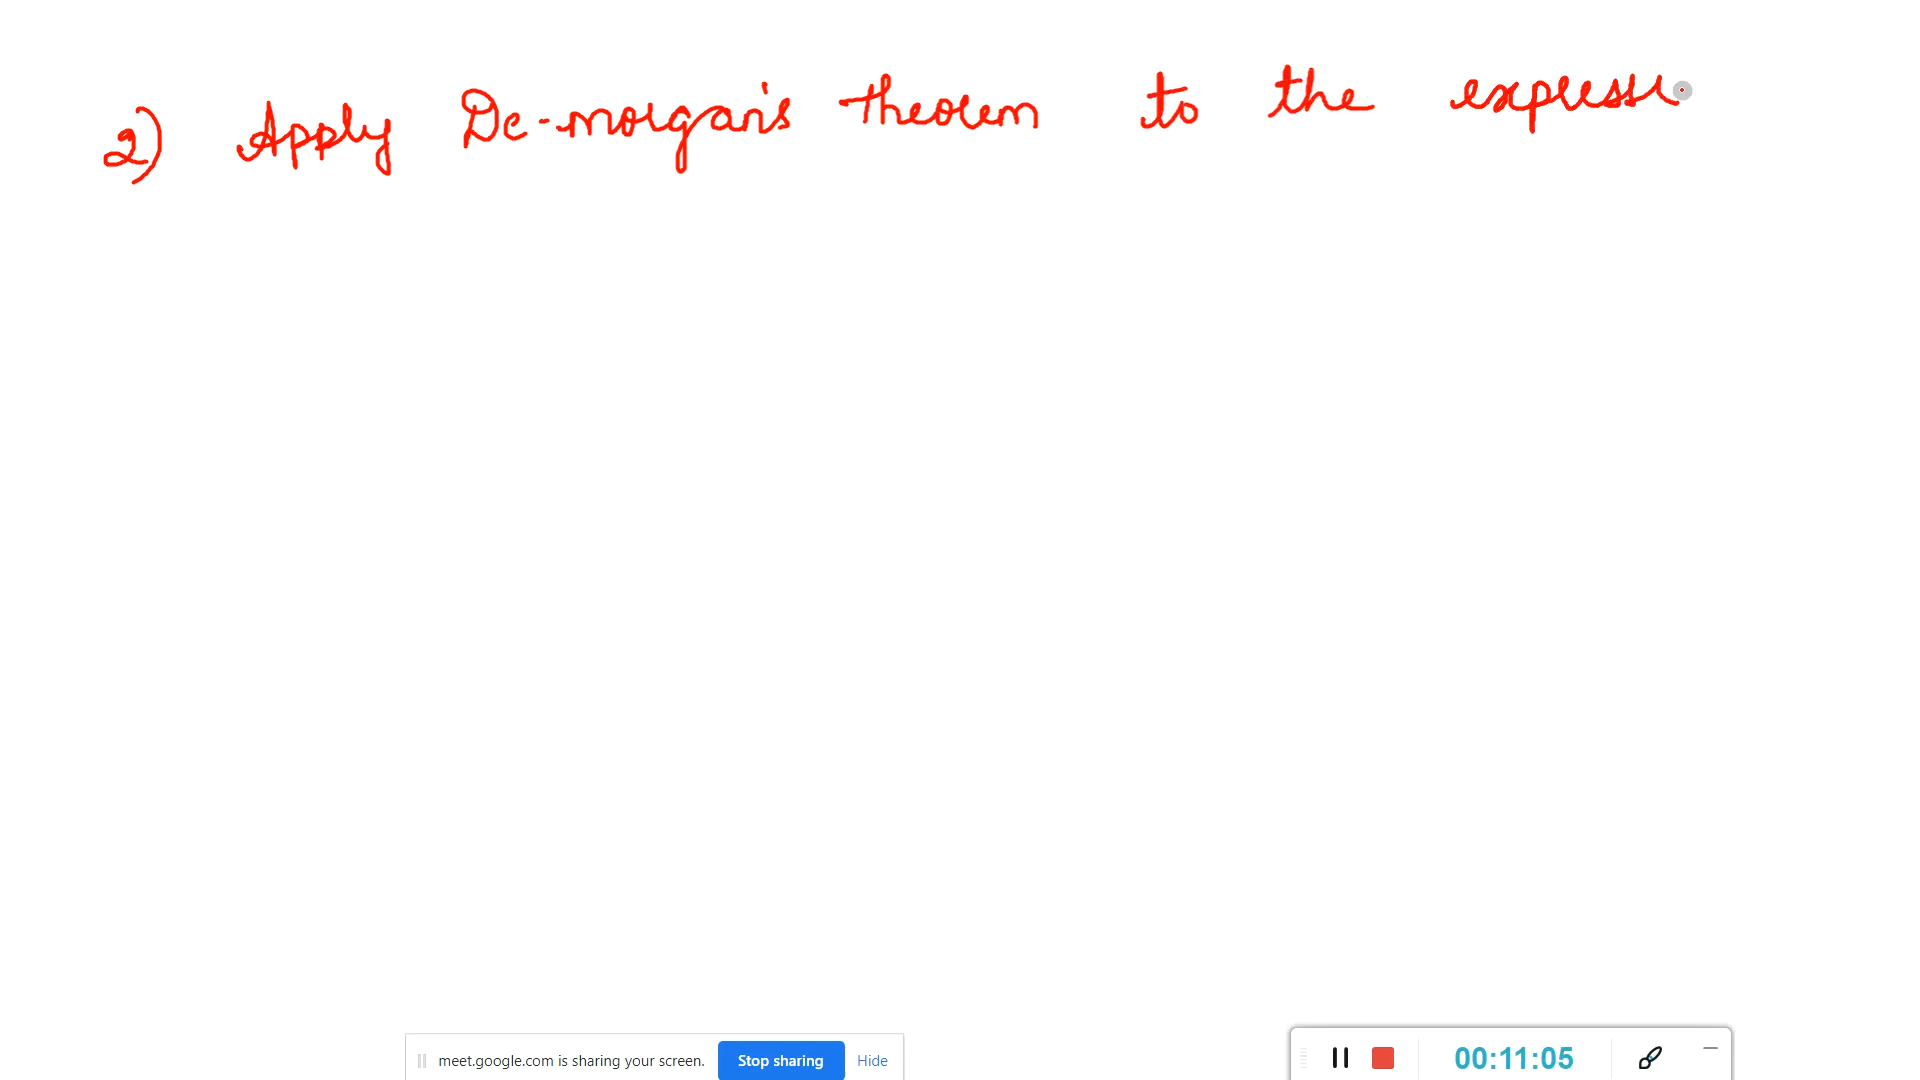 2) Apply De-morgan's theorem to the express
meet.google.com is sharing your screen. Stop sharing Hide
00:11:05